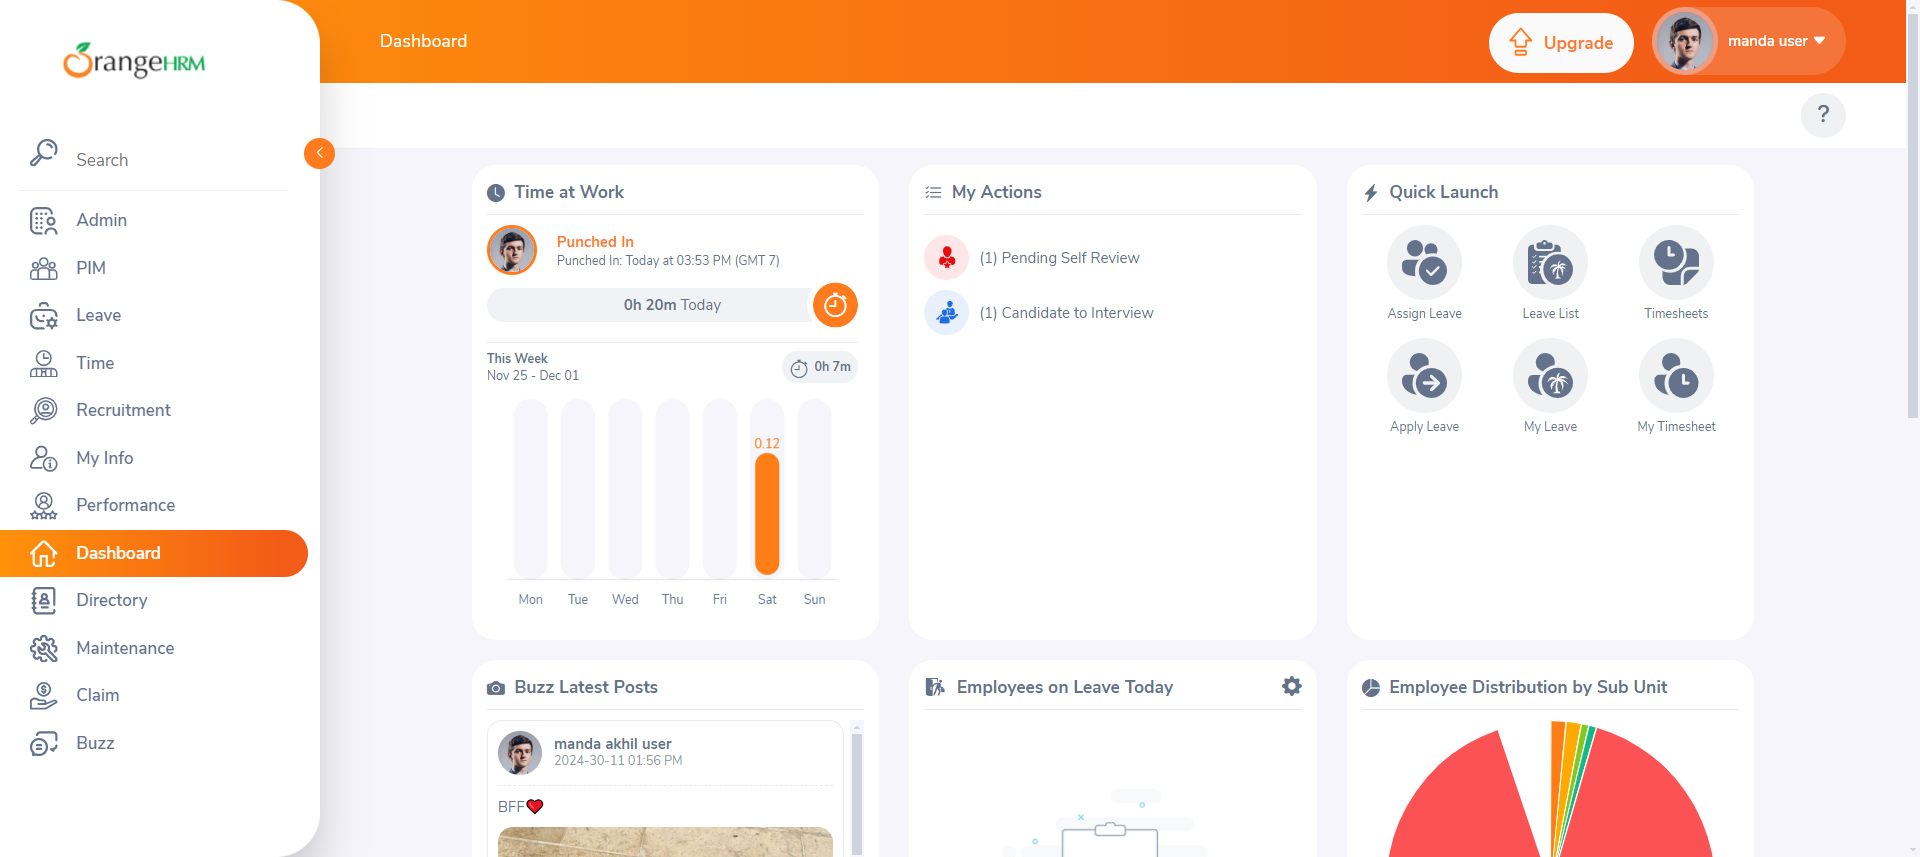 OrangeHRM
Search
Admin
PIM
Leave
Time
Recruitment
My Info
Performance
Dashboard
Directory
Maintenance
Claim
Buzz
Dashboard
Upgrade
manda user
?
Time at Work
Punched In
Punched In: Today at 03:53 PM (GMT 7)
0h 20m Today
This Week
Nov 25 - Dec 01
0h 7m
0.12
Mon Tue Wed Thu Fri Sat Sun
My Actions
(1) Pending Self Review
(1) Candidate to Interview
Quick Launch
Assign Leave
Leave List
Timesheets
Apply Leave
My Leave
My Timesheet
Buzz Latest Posts
manda akhil user
2024-30-11 01:56 PM
BFF❤️
Employees on Leave Today
Employee Distribution by Sub Unit